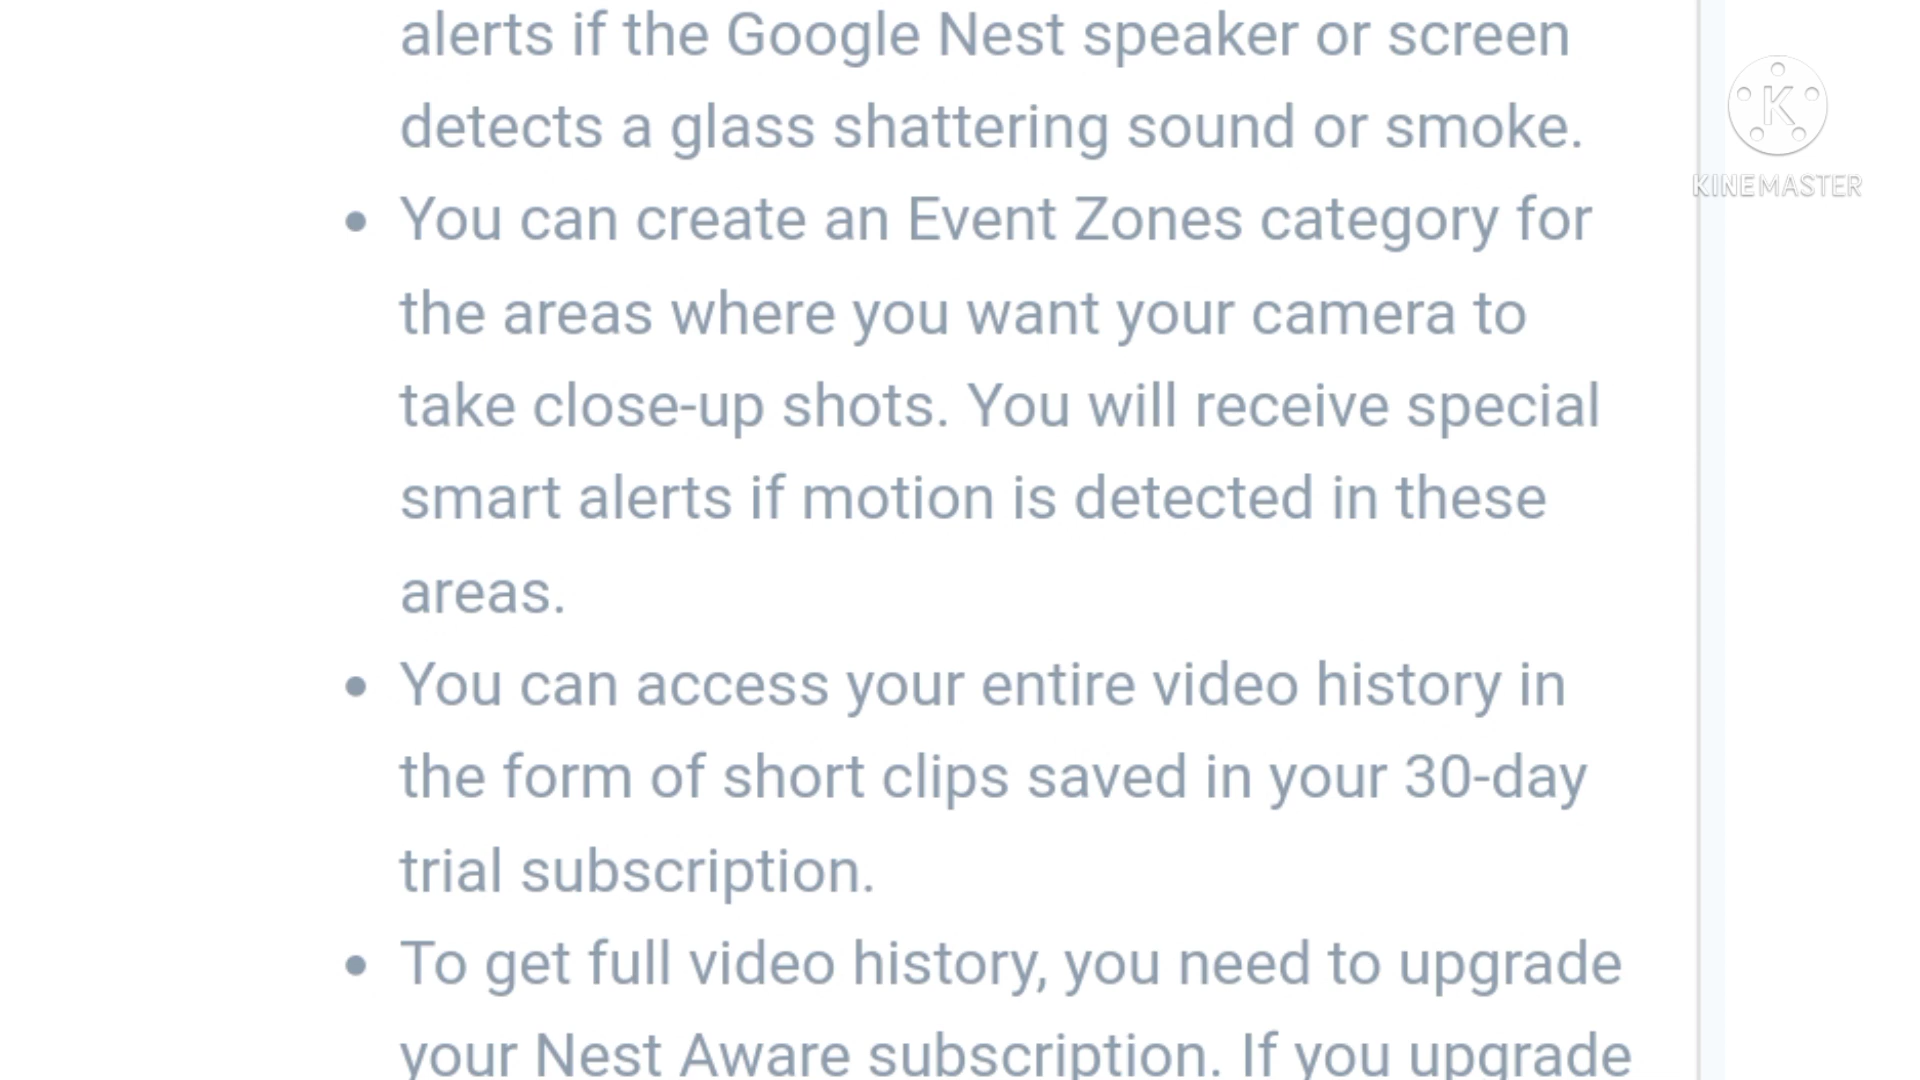 alerts if the Google Nest speaker or screen
detects a glass shattering sound or smoke.
• You can create an Event Zones category for
the areas where you want your camera to
take close-up shots. You will receive special
smart alerts if motion is detected in these
areas.
• You can access your entire video history in
the form of short clips saved in your 30-day
trial subscription.
• To get full video history, you need to upgrade
your Nest Aware subscription. If you upgrade
K
KINEMASTER